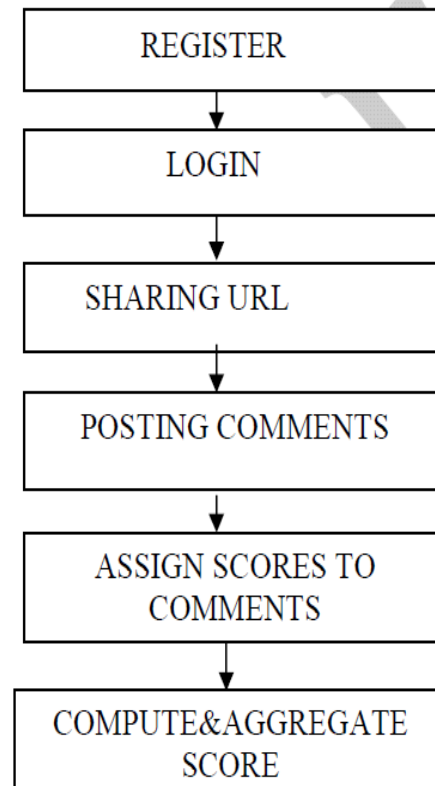 REGISTER
LOGIN
SHARING URL
POSTING COMMENTS
ASSIGN SCORES TO
COMMENTS
COMPUTE&AGGREGATE
SCORE